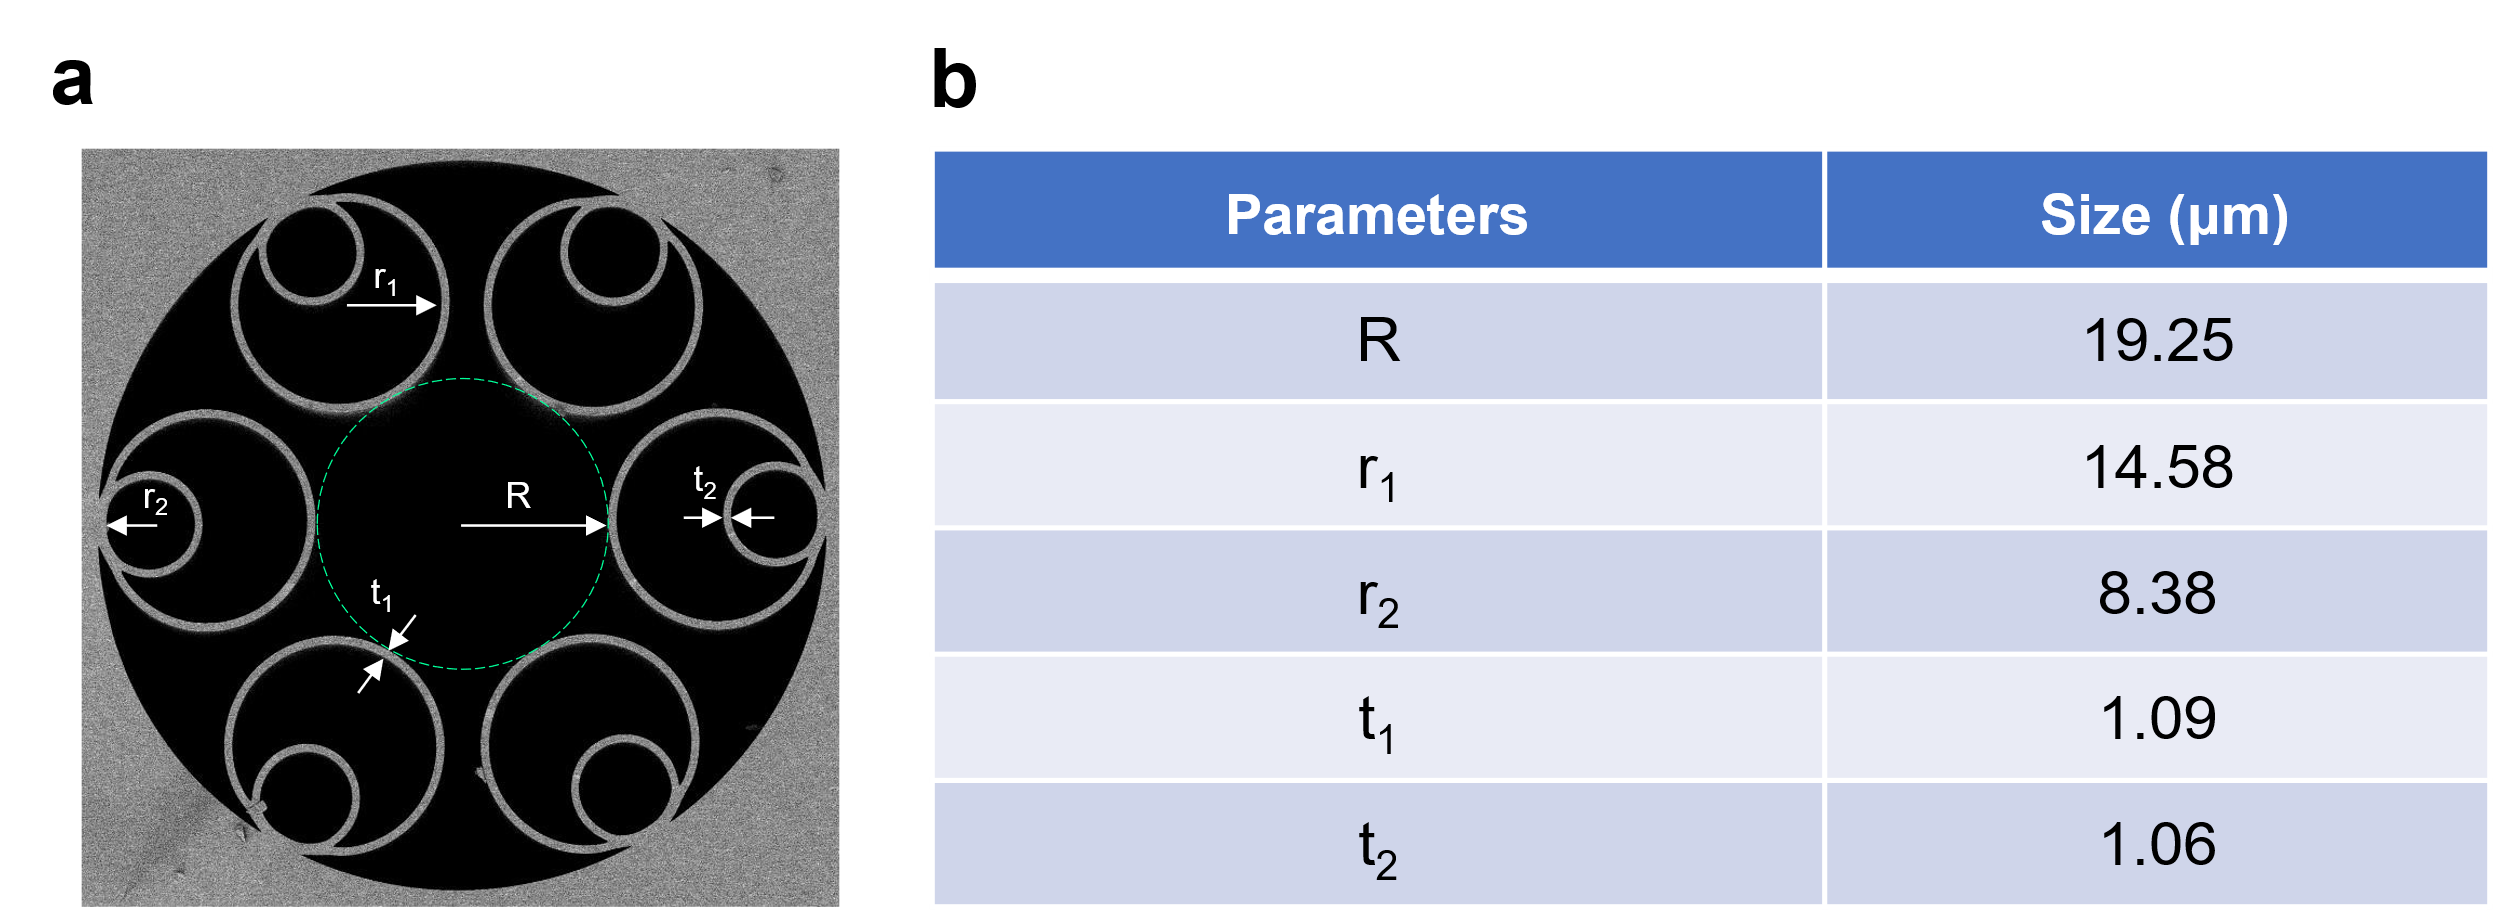 a
b
r₁
r₂
R
t₂
t₁
Parameters Size (μm)
R 19.25
r₁ 14.58
r₂ 8.38
t₁ 1.09
t₂ 1.06